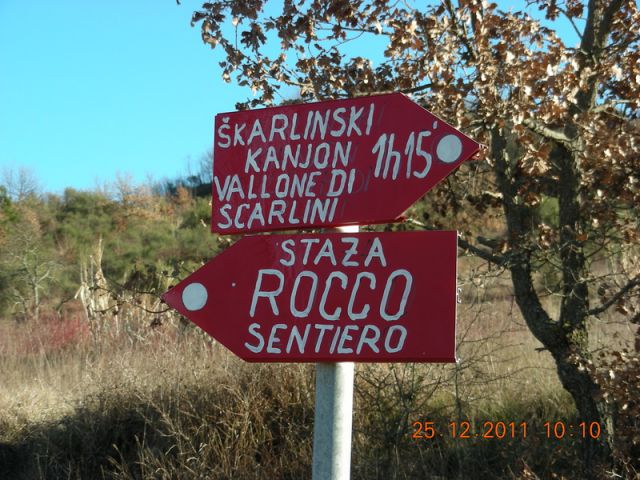 ŠKARLINSKI
KANJON
VALLONE DI
SCARLINI
1h15'
STAZA
ROCCO
SENTIERO
25.12.2011 10:10